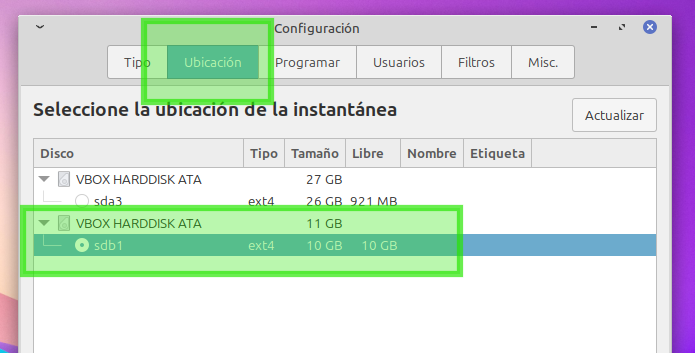 Configuración
Tipo Ubicación Programar Usuarios Filtros Misc.
Seleccione la ubicación de la instantánea
Actualizar
Disco Tipo Tamaño Libre Nombre Etiqueta
VBOX HARDDISK ATA 27 GB
sda3 ext4 26 GB 921 MB
VBOX HARDDISK ATA 11 GB
sdb1 ext4 10 GB 10 GB